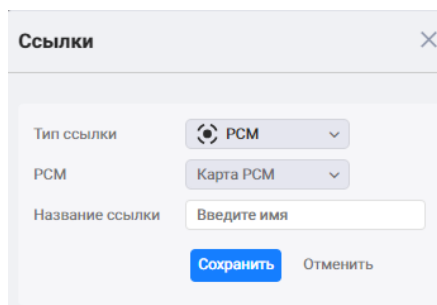 Ссылки
Тип ссылки РСМ
РСМ Карта РСМ
Название ссылки Введите имя
Сохранить Отменить